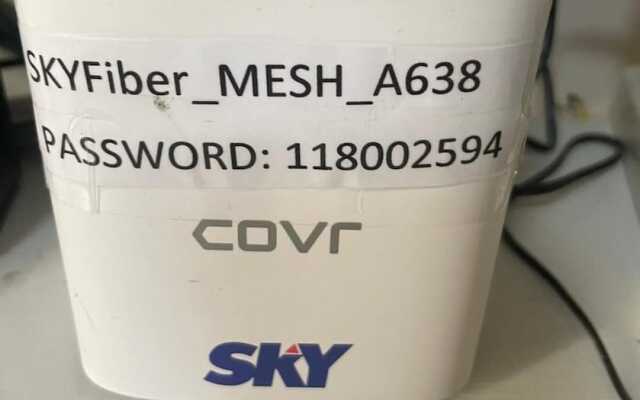 SKYFiber_MESH_A638
PASSWORD: 118002594
covr
SKY